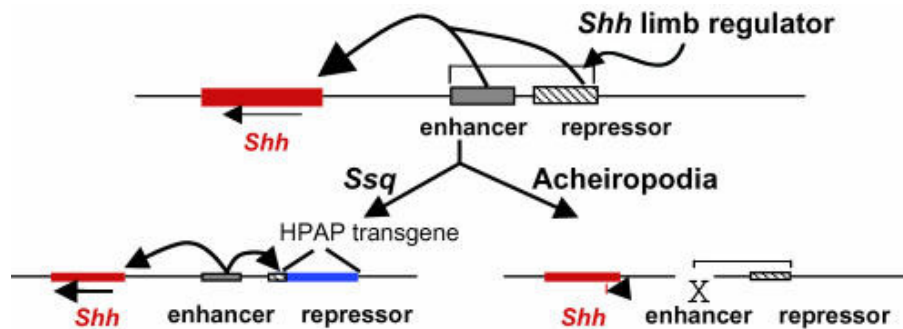 Shh limb regulator
Shh
enhancer
repressor
Ssq
Acheiropodia
HPAP transgene
Shh
enhancer
repressor
Shh
X
enhancer
repressor